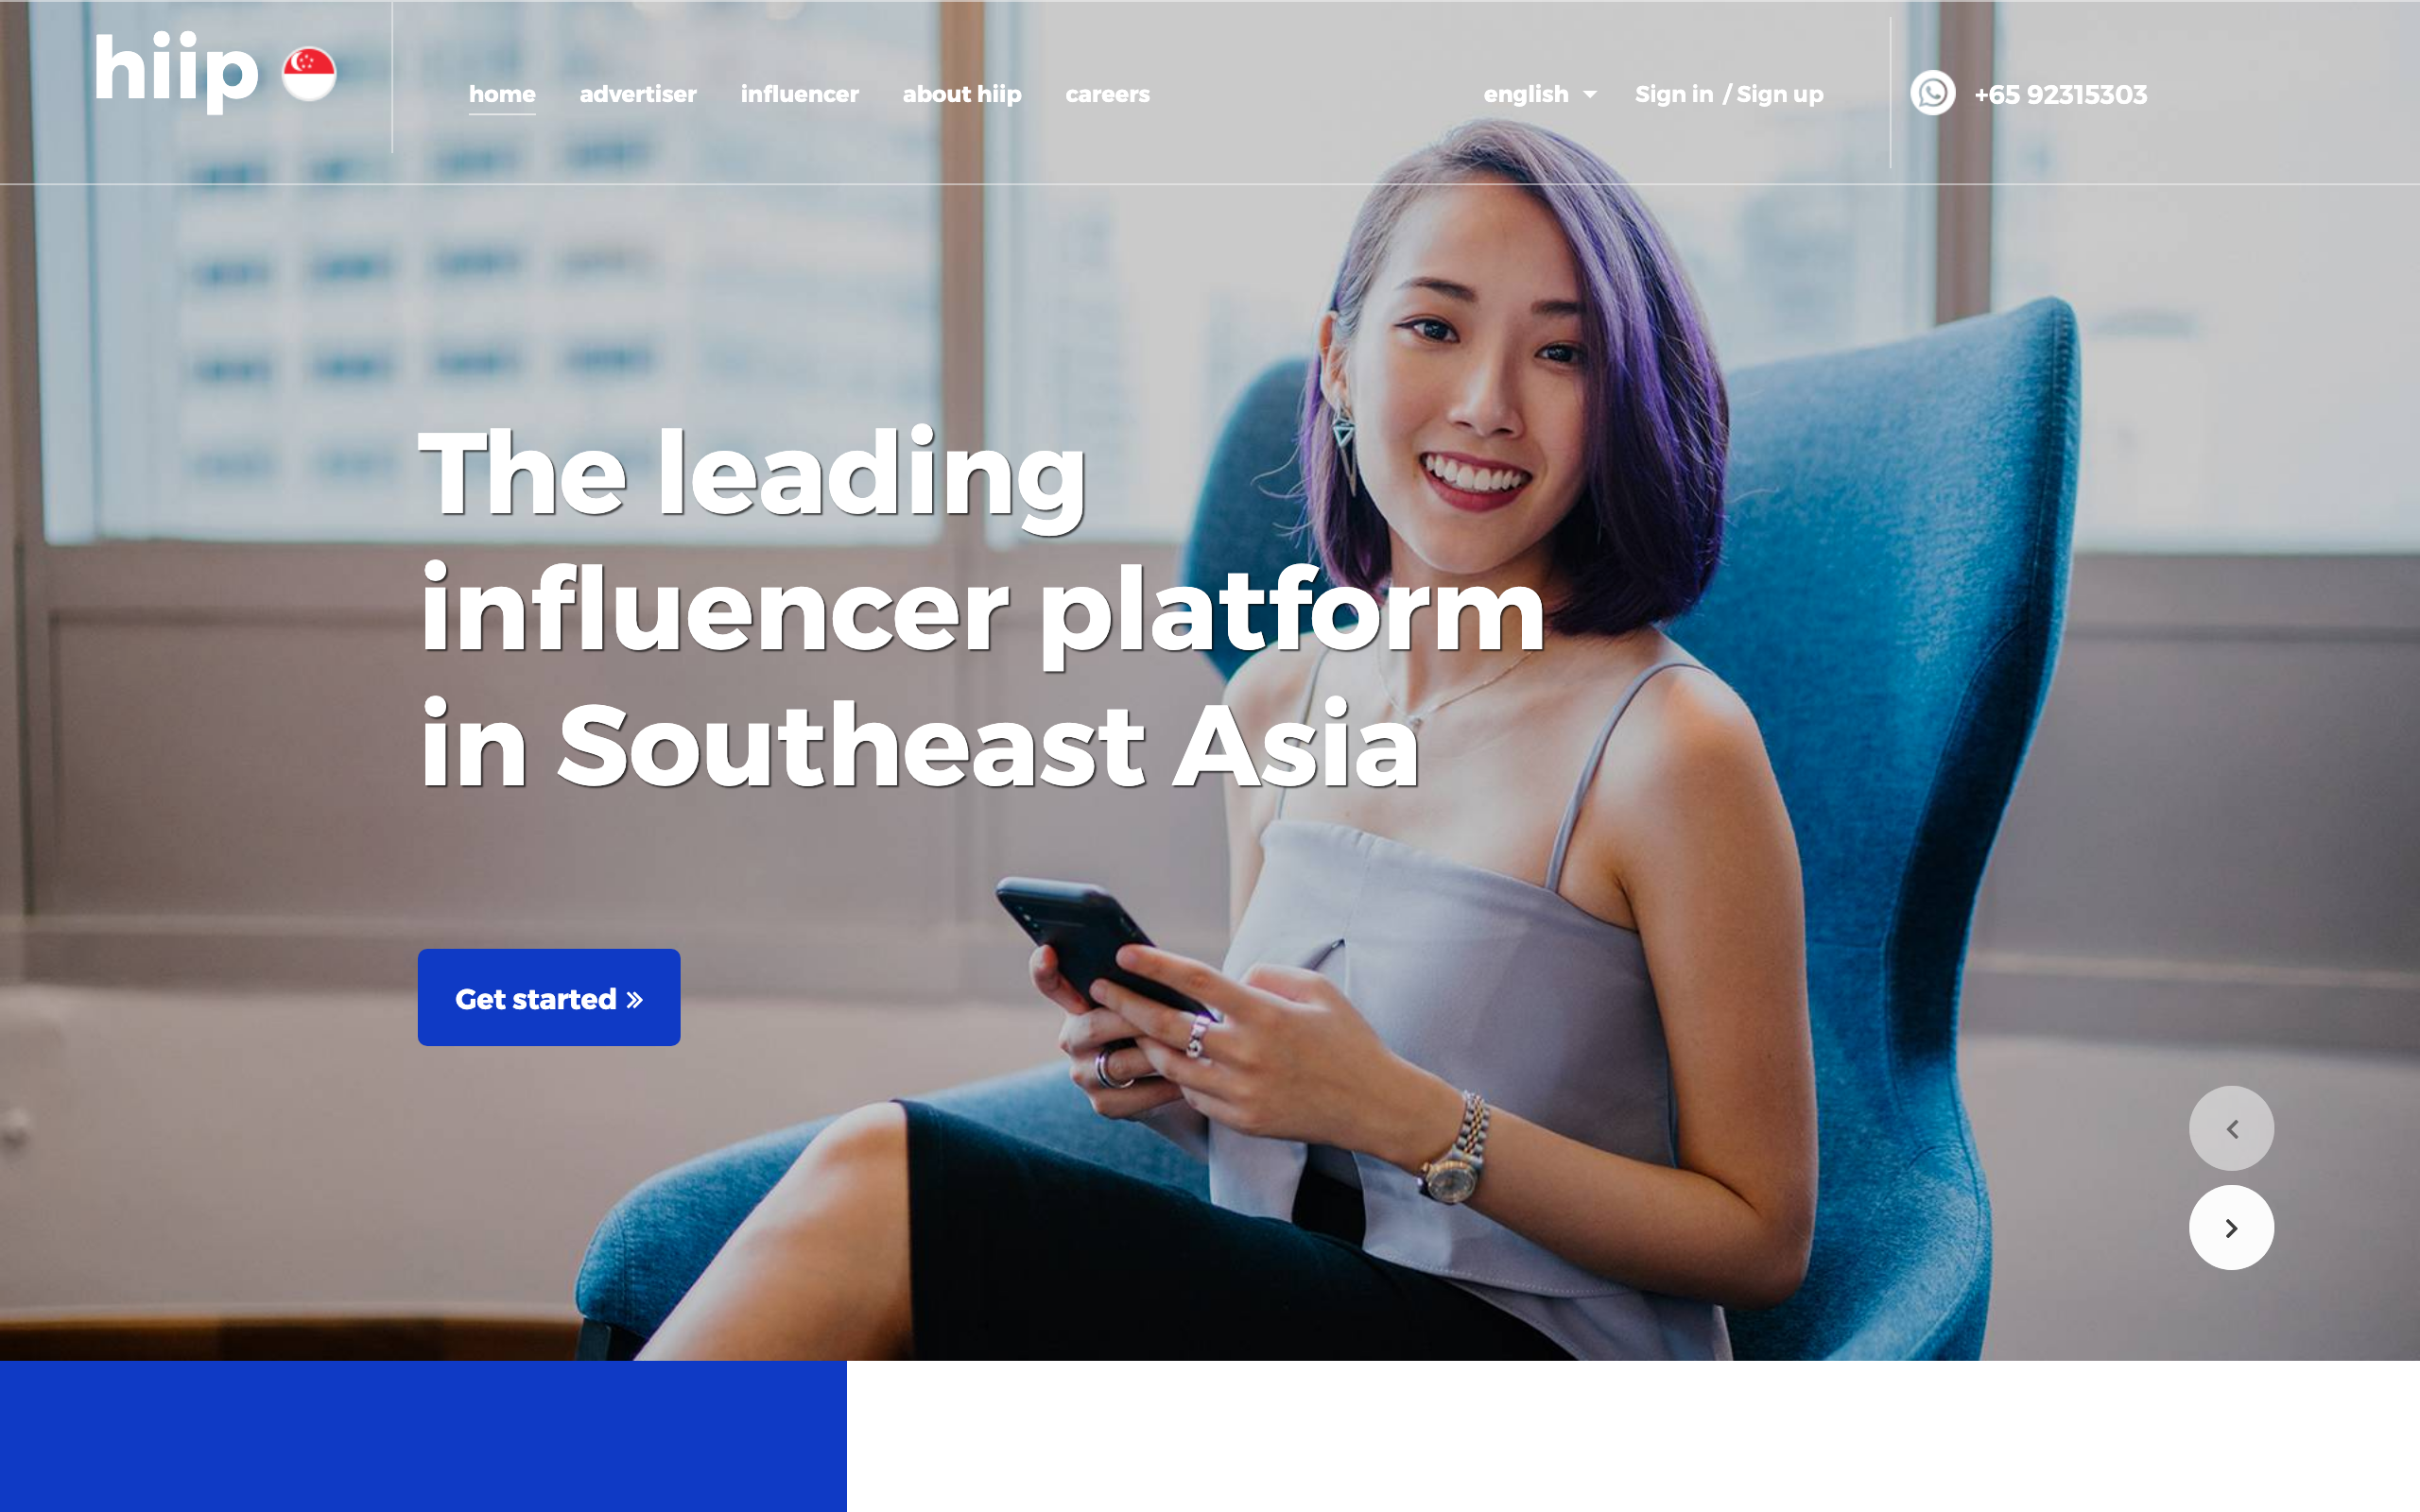 hiip
home advertiser influencer about hiip careers english Sign in / Sign up +65 92315303
The leading
influencer platform
in Southeast Asia
Get started »